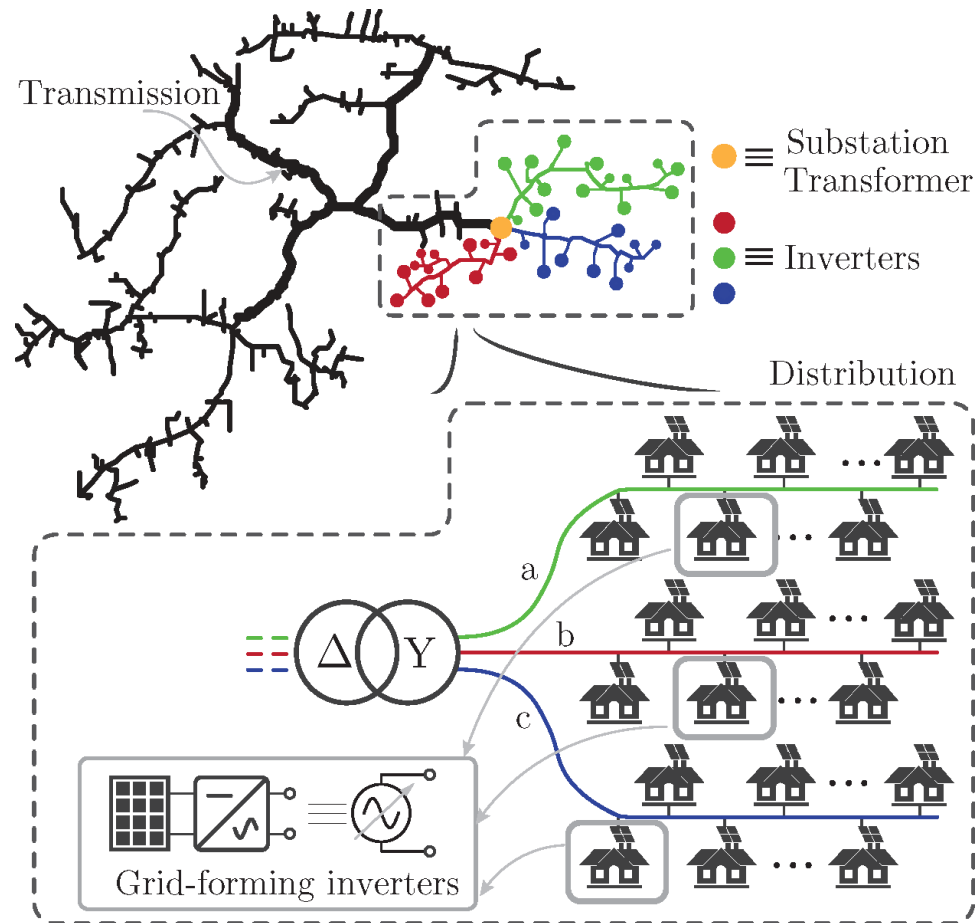 Transmission
≡ Substation
Transformer
≡ Inverters
Distribution
a
b
c
Δ Y
Grid-forming inverters